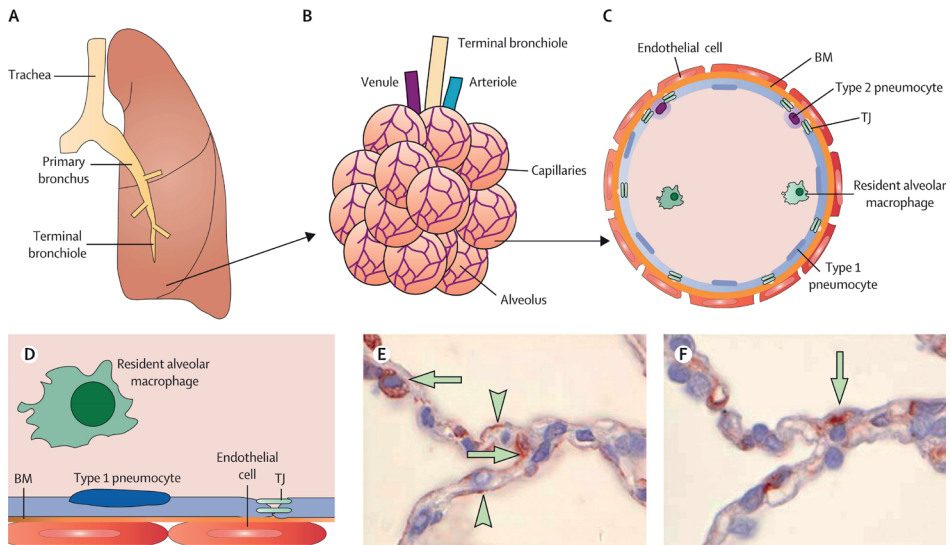 A
Trachea
Primary
bronchus
Terminal
bronchiole
B
Terminal bronchiole
Venule
Arteriole
Capillaries
Alveolus
C
Endothelial cell
BM
Type 2 pneumocyte
TJ
Resident alveolar
macrophage
Type 1
pneumocyte
D
Resident alveolar
macrophage
BM
Type 1 pneumocyte
Endothelial
cell
TJ
E
F